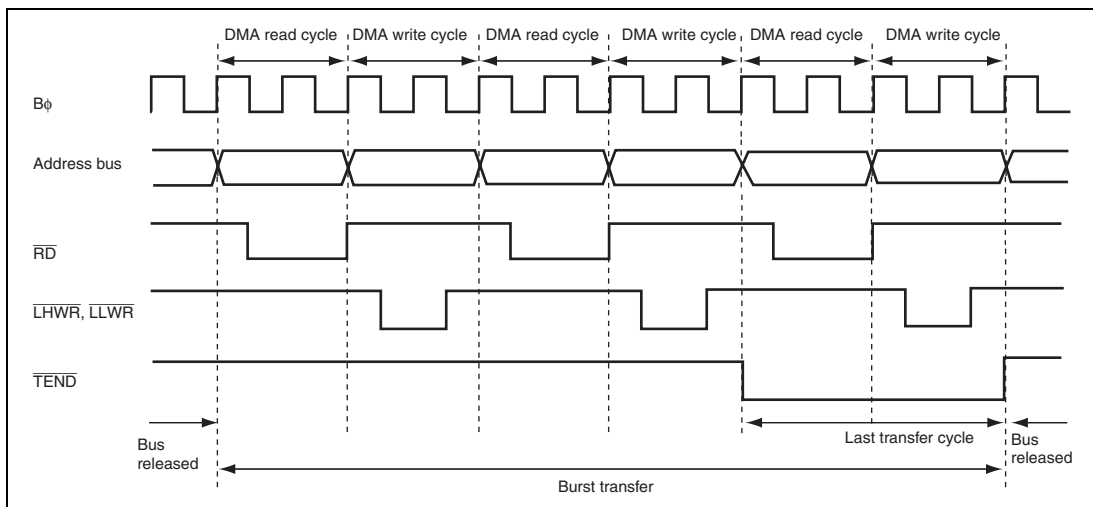 DMA read cycle DMA write cycle DMA read cycle DMA write cycle DMA read cycle DMA write cycle
Bφ
Address bus
RD
LHWR, LLWR
TEND
Bus released
Last transfer cycle
Bus released
Burst transfer